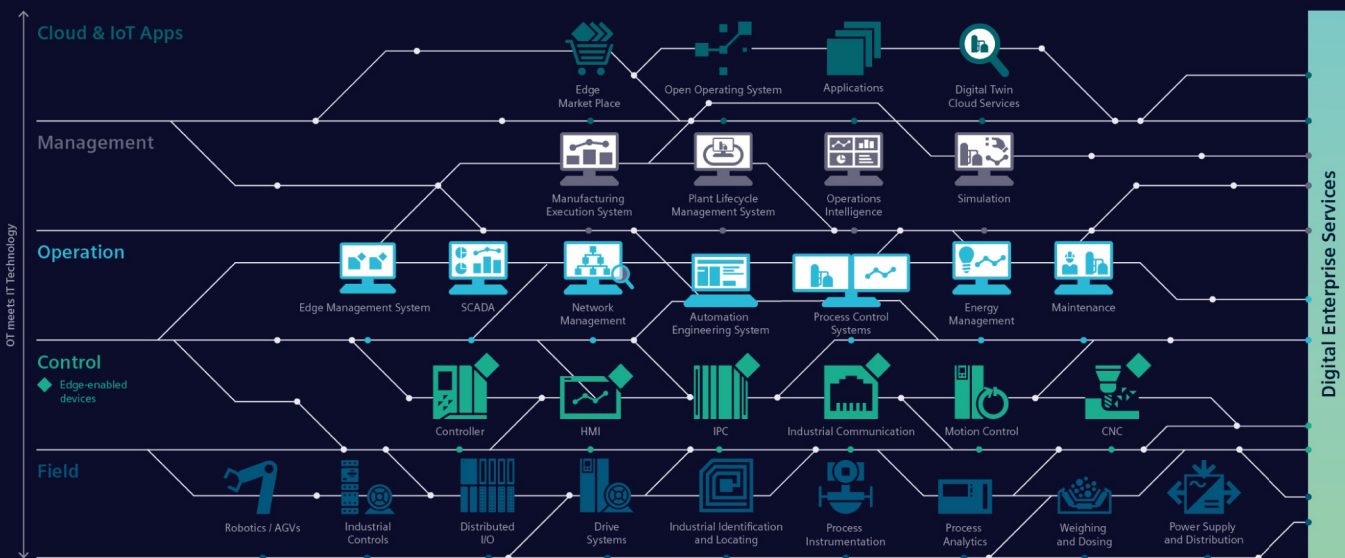 Cloud & IoT Apps
Edge
Market Place
Open Operating System
Applications
Digital Twin
Cloud Services
Management
Manufacturing
Execution System
Plant Lifecycle
Management System
Operations
Intelligence
Simulation
OT meets IT Technology
Operation
Edge Management System
SCADA
Network
Management
Automation
Engineering System
Process Control
Systems
Energy
Management
Maintenance
Control
Edge-enabled
devices
Controller
HMI
IPC
Industrial Communication
Motion Control
CNC
Field
Robotics / AGVs
Industrial
Controls
Distributed
I/O
Drive
Systems
Industrial Identification
and Locating
Process
Instrumentation
Process
Analytics
Weighing
and Dosing
Power Supply
and Distribution
Digital Enterprise Services